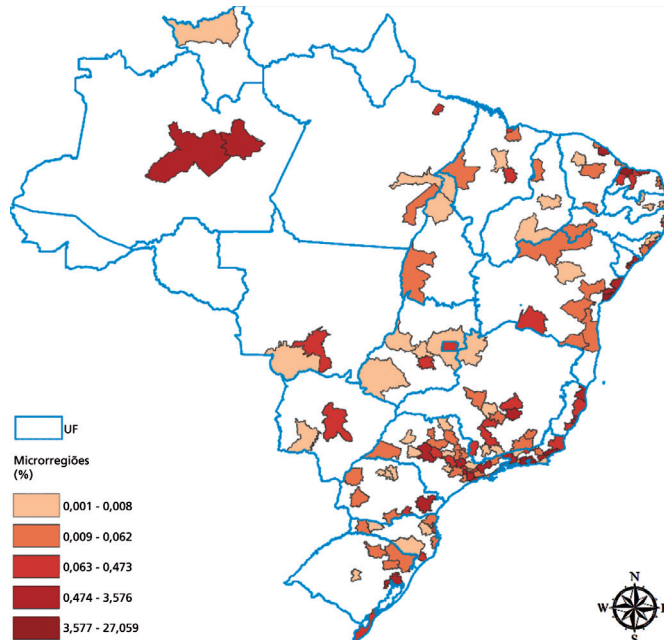 UF
Microrregiões
(%)
0,001 - 0,008
0,009 - 0,062
0,063 - 0,473
0,474 - 3,576
3,577 - 27,059
N
W
E
S